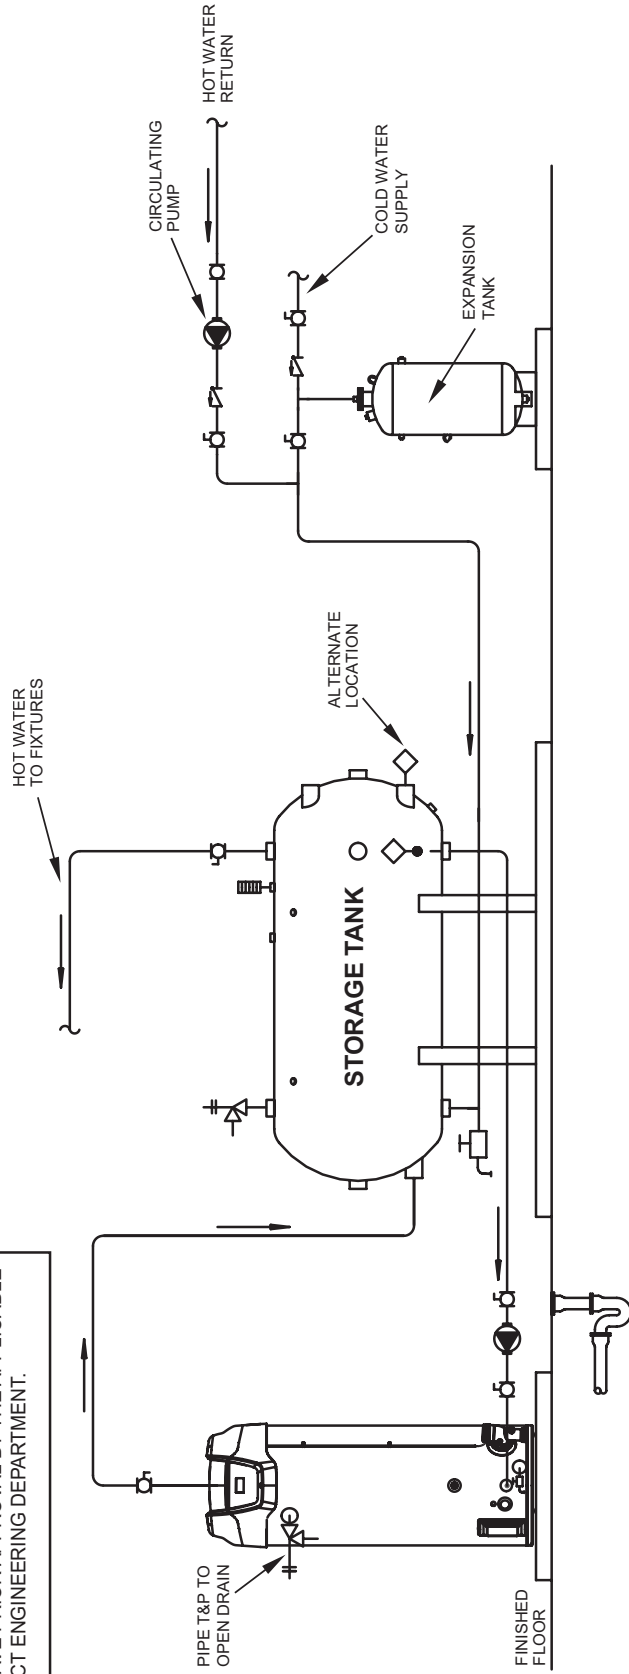 ENGINEERING DEPARTMENT.
HOT WATER
TO FIXTURES
HOT WATER
RETURN
CIRCULATING
PUMP
COLD WATER
SUPPLY
ALTERNATE
LOCATION
EXPANSION
TANK
STORAGE TANK
PIPE T&P TO
OPEN DRAIN
FINISHED
FLOOR